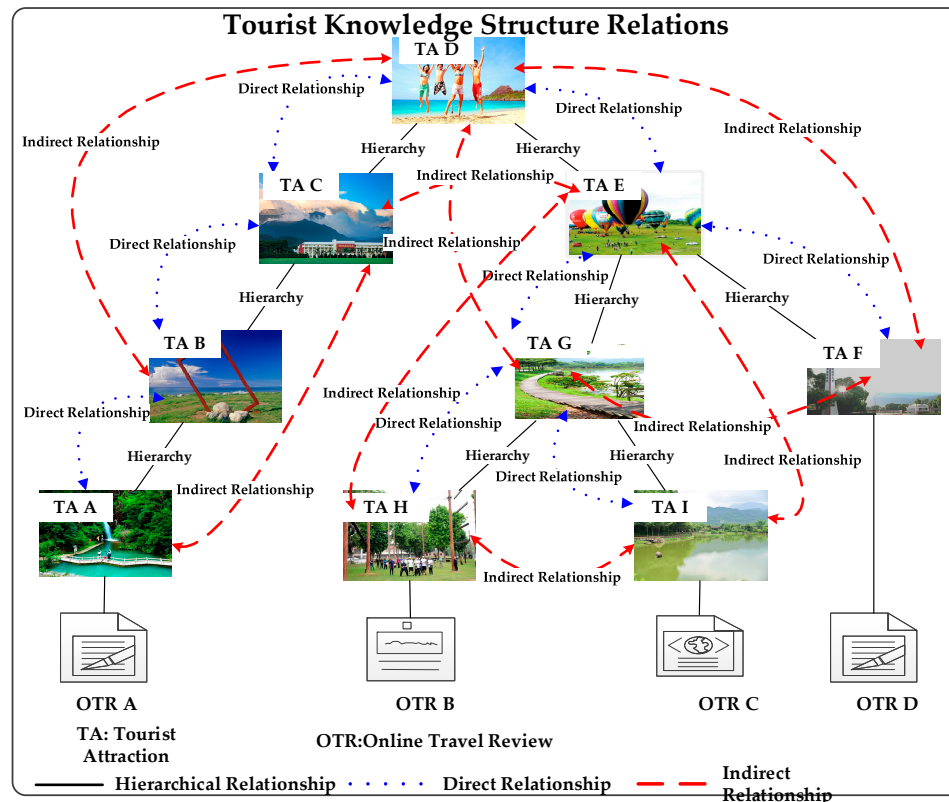 Tourist Knowledge Structure Relations
TA D
Direct Relationship
Direct Relationship
Indirect Relationship
Indirect Relationship
Hierarchy
Hierarchy
Indirect Relationship
TA C
TA E
Direct Relationship
Indirect Relationship
Direct Relationship
Direct Relationship
Hierarchy
Hierarchy
Hierarchy
TA B
TA G
TA F
Indirect Relationship
Direct Relationship
Direct Relationship
Indirect Relationship
Hierarchy
Hierarchy
Hierarchy
Indirect Relationship
Direct Relationship
Indirect Relationship
TA A
TA H
TA I
Indirect Relationship
OTR A
OTR B
OTR C
OTR D
TA: Tourist
Attraction
OTR:Online Travel Review
Hierarchical Relationship
Direct Relationship
Indirect
Relationship